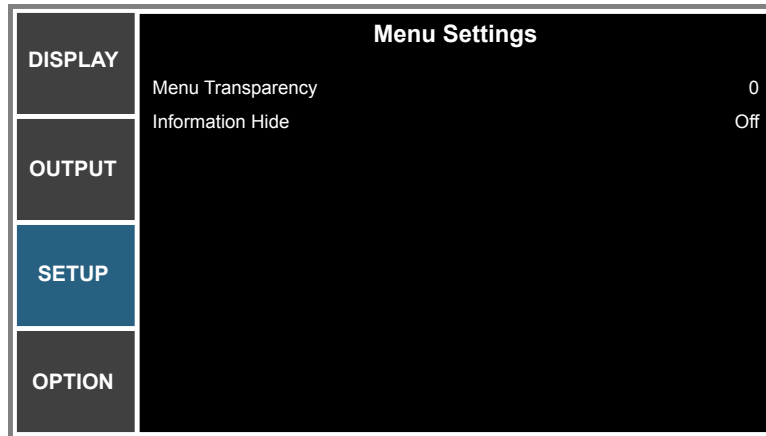 DISPLAY
OUTPUT
SETUP
OPTION
Menu Settings
Menu Transparency 0
Information Hide Off